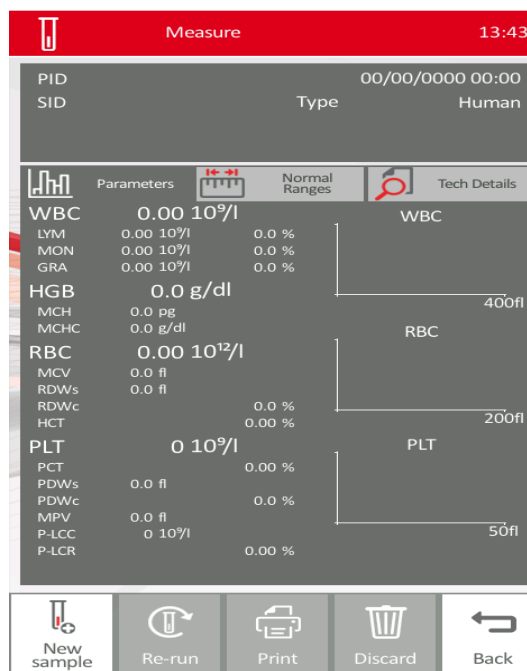 Measure 13:43
PID 00/00/0000 00:00
SID Type Human
Parameters Normal Ranges Tech Details
WBC 0.00 10⁹/l
LYM 0.00 10⁹/l 0.0 %
MON 0.00 10⁹/l 0.0 %
GRA 0.00 10⁹/l 0.0 %
HGB 0.0 g/dl
MCH 0.0 pg
MCHC 0.0 g/dl
RBC 0.00 10¹²/l
MCV 0.0 fl
RDWs 0.0 fl
RDWc 0.0 %
HCT 0.00 %
PLT 0 10⁹/l
PCT 0.00 %
PDWs 0.0 fl
PDWc 0.0 %
MPV 0.0 fl
P-LCC 0 10⁹/l
P-LCR 0.00 %
WBC
400fl
RBC
200fl
PLT
50fl
New sample
Re-run
Print
Discard
Back